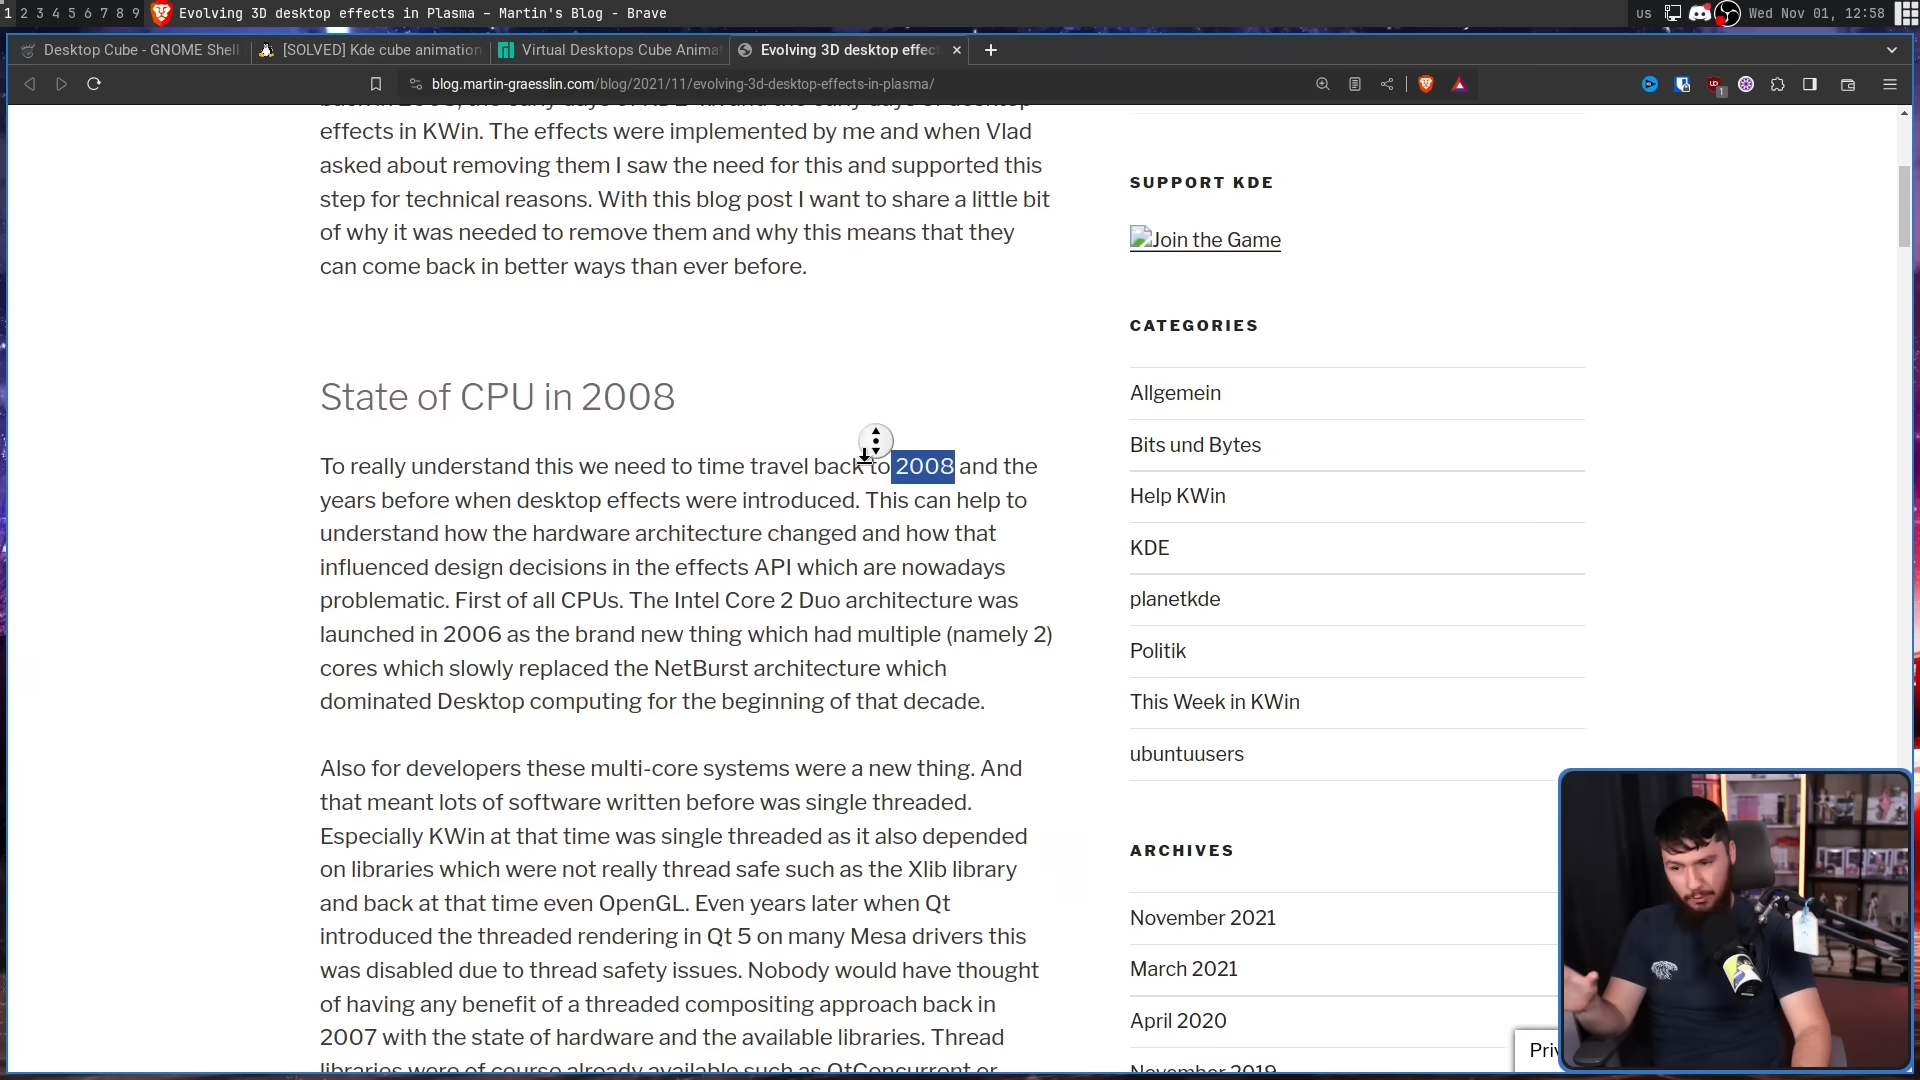 1 2 3 4 5 6 7 8 9 Evolving 3D desktop effects in Plasma – Martin's Blog - Brave us Wed Nov 01, 12:58
Desktop Cube - GNOME Shell [SOLVED] Kde cube animation Virtual Desktops Cube Anima Evolving 3D desktop effec
blog.martin-graesslin.com/blog/2021/11/evolving-3d-desktop-effects-in-plasma/
effects in KWin. The effects were implemented by me and when Vlad
asked about removing them I saw the need for this and supported this
step for technical reasons. With this blog post I want to share a little bit
of why it was needed to remove them and why this means that they
can come back in better ways than ever before.
State of CPU in 2008
To really understand this we need to time travel back to 2008 and the
years before when desktop effects were introduced. This can help to
understand how the hardware architecture changed and how that
influenced design decisions in the effects API which are nowadays
problematic. First of all CPUs. The Intel Core 2 Duo architecture was
launched in 2006 as the brand new thing which had multiple (namely 2)
cores which slowly replaced the NetBurst architecture which
dominated Desktop computing for the beginning of that decade.
Also for developers these multi-core systems were a new thing. And
that meant lots of software written before was single threaded.
Especially KWin at that time was single threaded as it also depended
on libraries which were not really thread safe such as the Xlib library
and back at that time even OpenGL. Even years later when Qt
introduced the threaded rendering in Qt 5 on many Mesa drivers this
was disabled due to thread safety issues. Nobody would have thought
of having any benefit of a threaded compositing approach back in
2007 with the state of hardware and the available libraries. Thread
libraries were of course already available such as QtConcurrent or
SUPPORT KDE
Join the Game
CATEGORIES
Allgemein
Bits und Bytes
Help KWin
KDE
planetkde
Politik
This Week in KWin
ubuntuusers
ARCHIVES
November 2021
March 2021
April 2020
November 2019
Priv